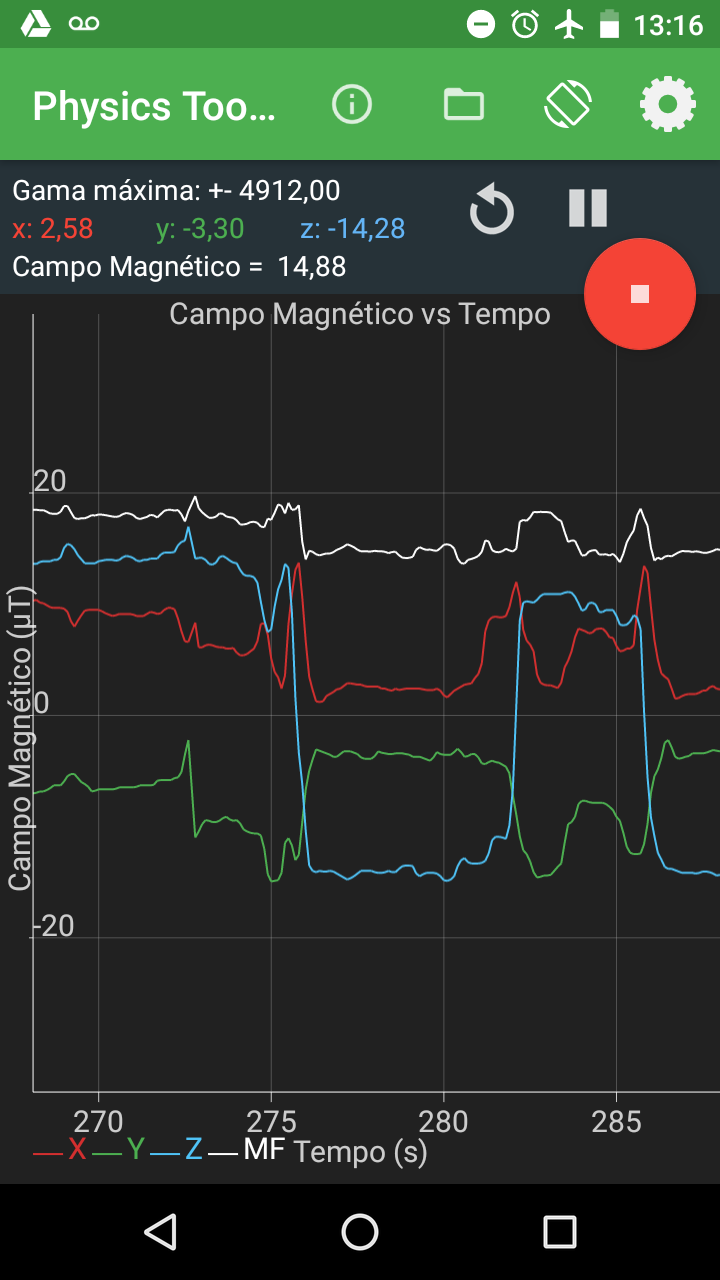 13:16
Physics Too...
Gama máxima: +- 4912,00
x: 2,58 y: -3,30 z: -14,28
Campo Magnético = 14,88
Campo Magnético vs Tempo
20
0
-20
Campo Magnético (µT)
270 275 280 285
X Y Z MF Tempo (s)